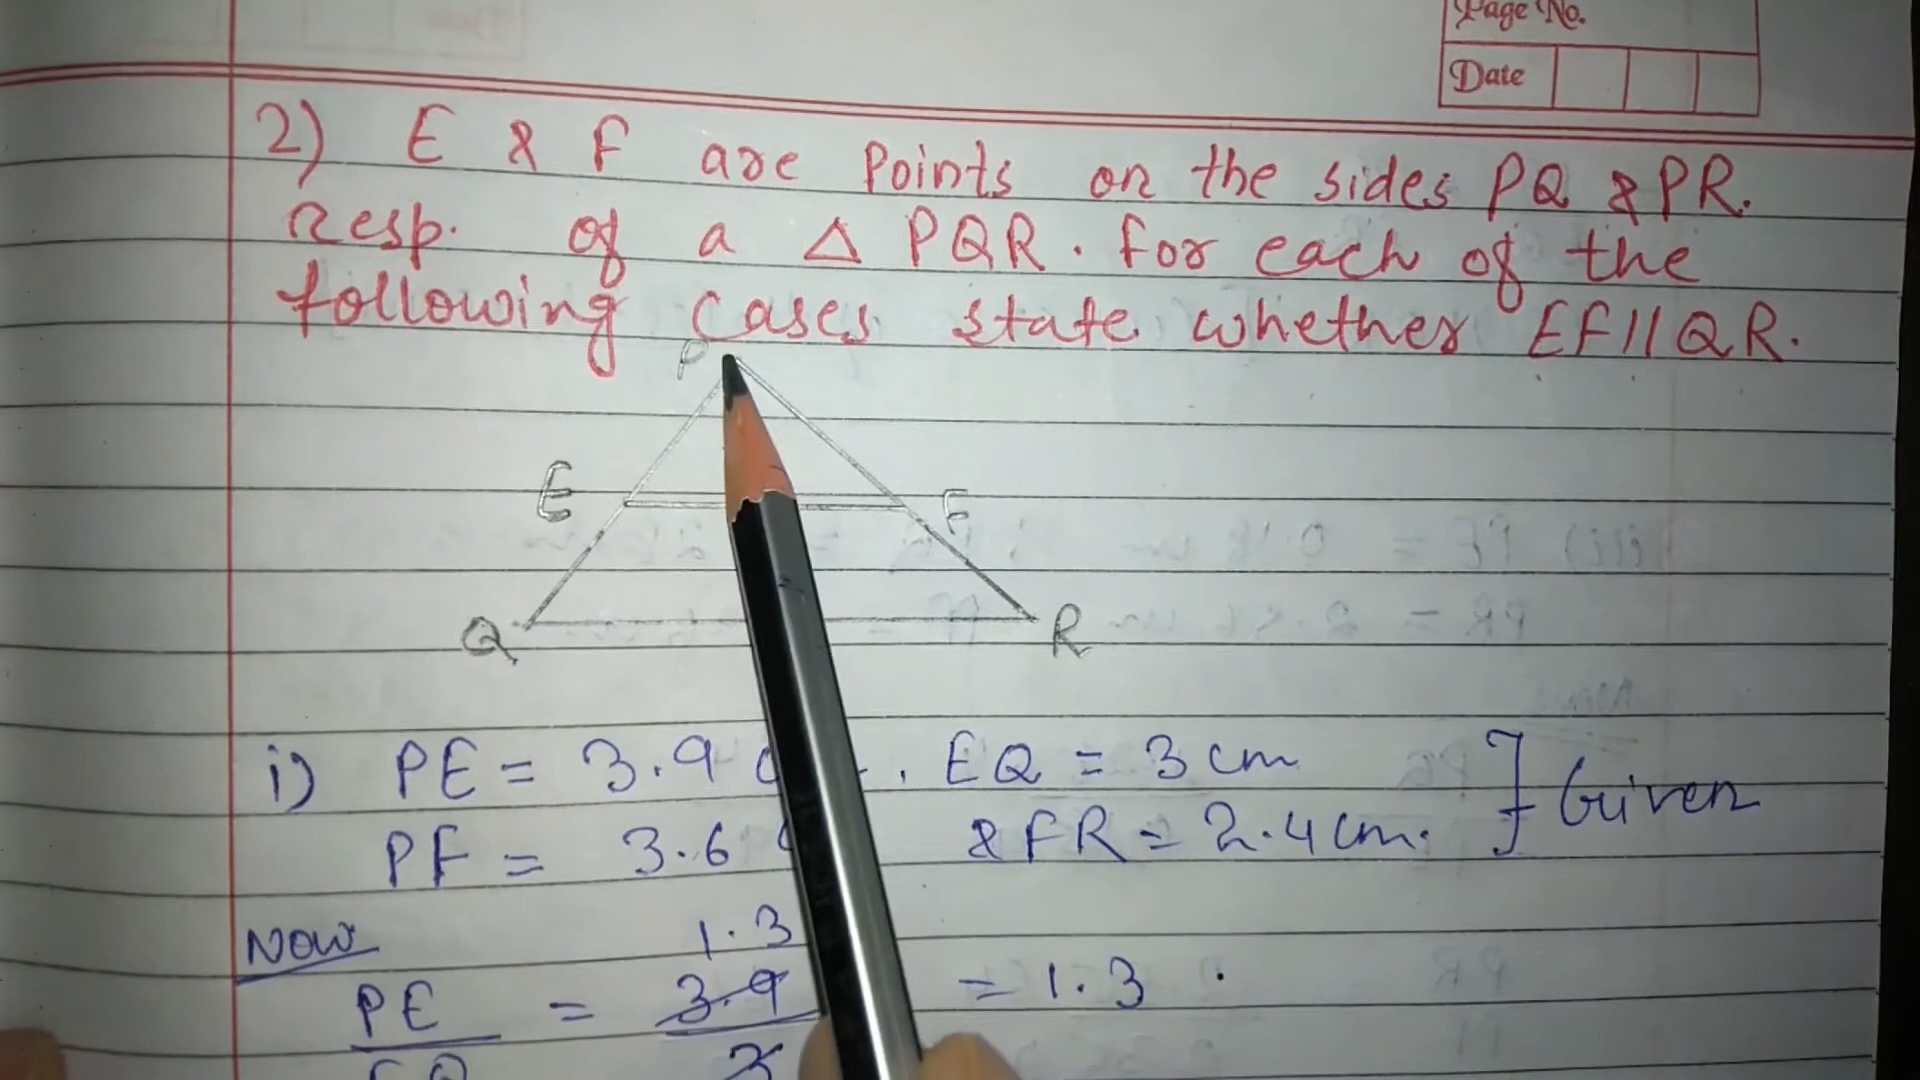 Page No.
Date
2) E & F are Points on the sides PQ & PR.
Resp. of a △ PQR. For each of the
following cases state whether EF||QR.
P
E F
Q R
i) PE = 3.9 , EQ = 3 cm
PF = 3.6 & FR = 2.4 cm. } Given
Now
1.3
PE = 3.9 = 1.3
EQ 3